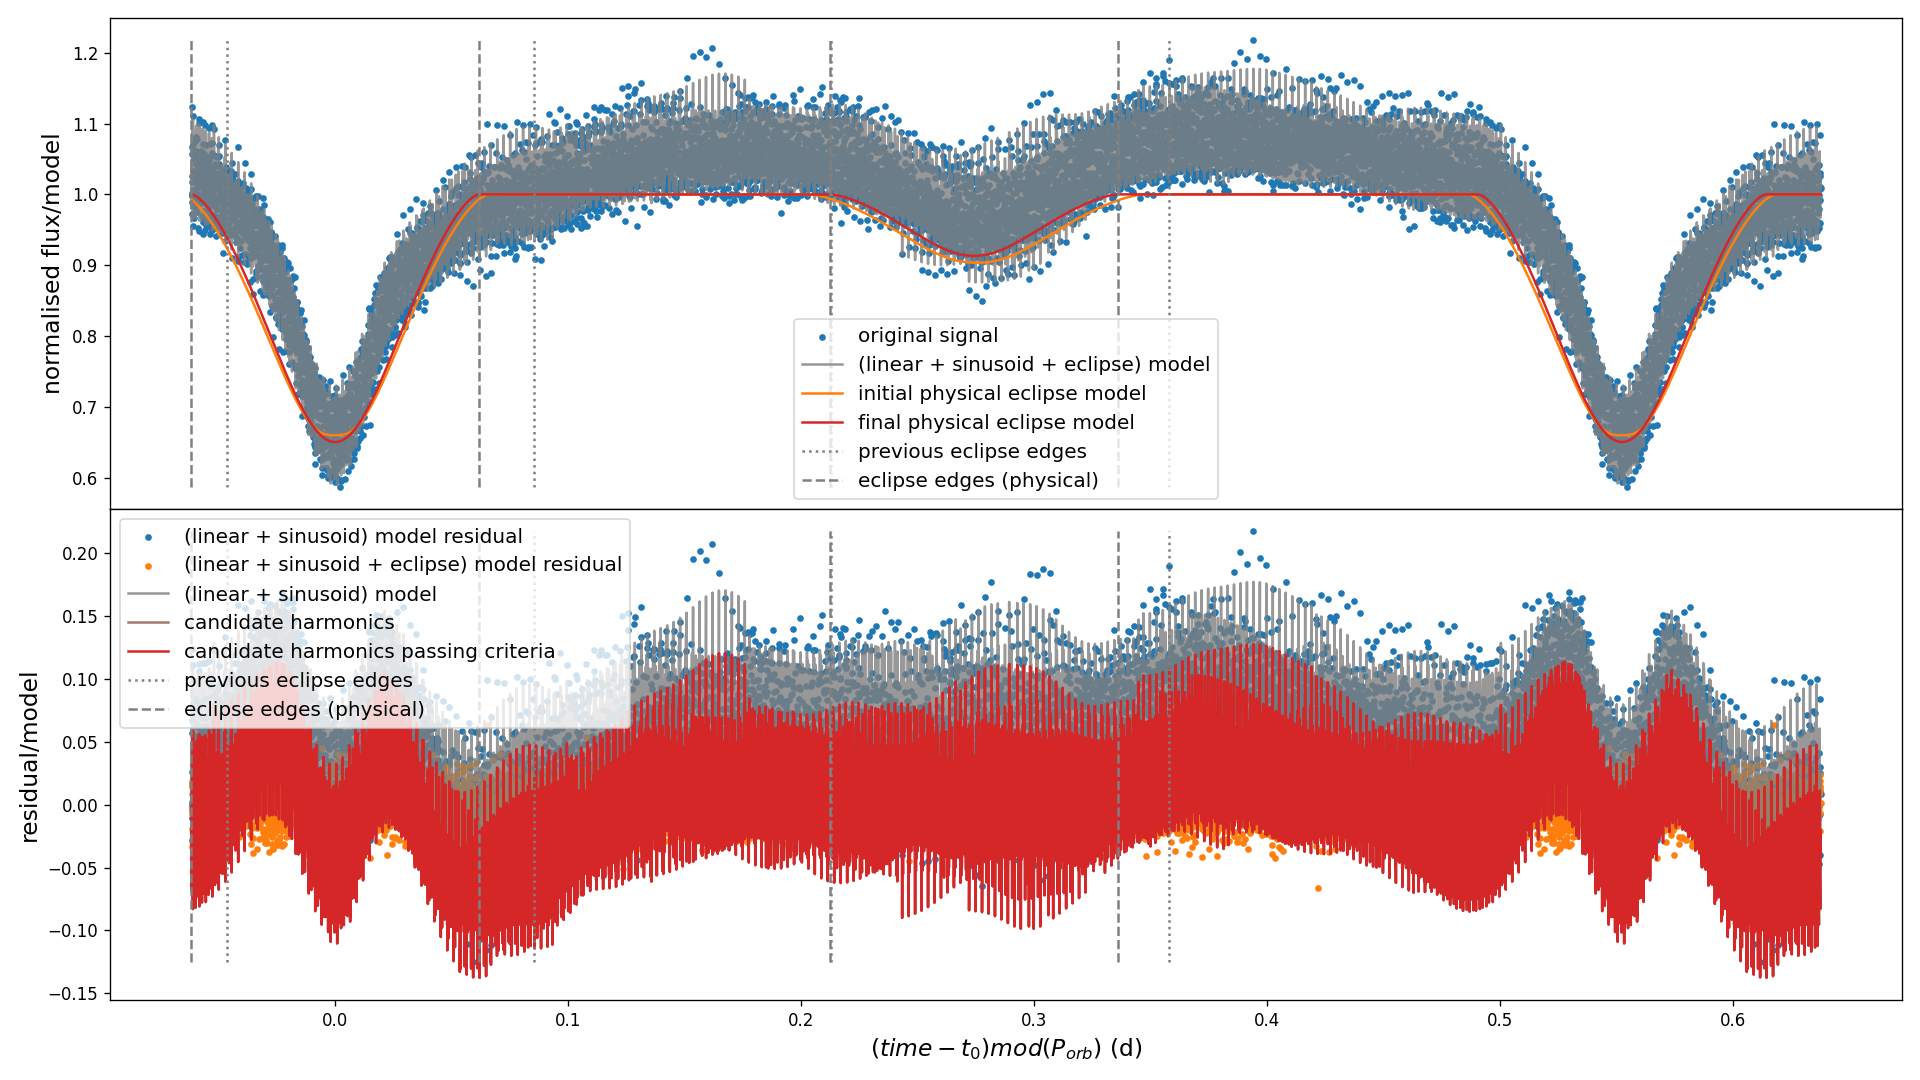 normalised flux/model
1.2
1.1
1.0
0.9
0.8
0.7
0.6
original signal
(linear + sinusoid + eclipse) model
initial physical eclipse model
final physical eclipse model
previous eclipse edges
eclipse edges (physical)
residual/model
0.20
0.15
0.10
0.05
0.00
−0.05
−0.10
−0.15
(linear + sinusoid) model residual
(linear + sinusoid + eclipse) model residual
(linear + sinusoid) model
candidate harmonics
candidate harmonics passing criteria
previous eclipse edges
eclipse edges (physical)
0.0 0.1 0.2 0.3 0.4 0.5 0.6
(time − t₀)mod(Pₒᵣb) (d)